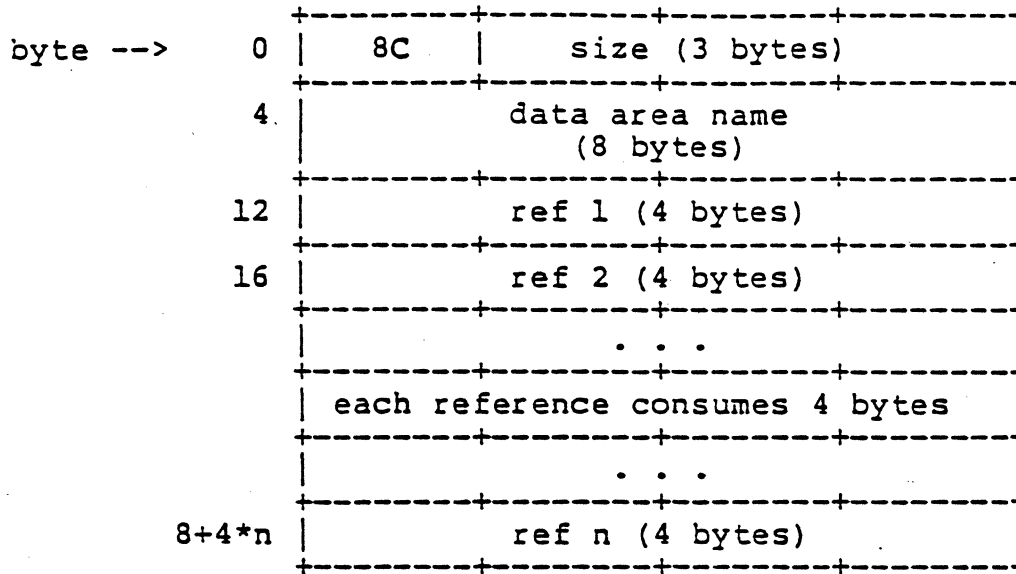 byte --> 0 | 8C | size (3 bytes)
4 | data area name
(8 bytes)
12 | ref 1 (4 bytes)
16 | ref 2 (4 bytes)
. . .
each reference consumes 4 bytes
. . .
8+4*n | ref n (4 bytes)